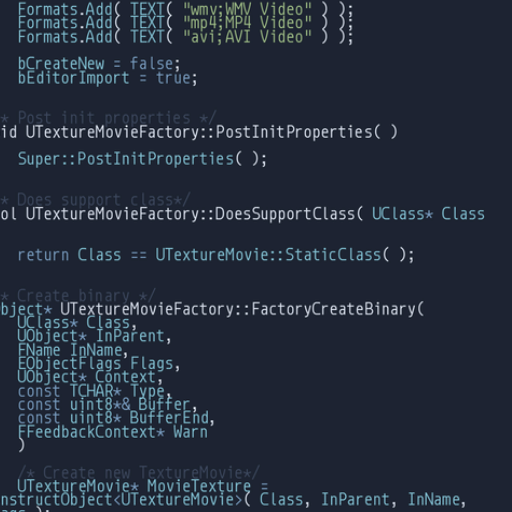 Formats.Add( TEXT( "wmv;WMV Video" ) );
Formats.Add( TEXT( "mp4;MP4 Video" ) );
Formats.Add( TEXT( "avi;AVI Video" ) );
bCreateNew = false;
bEditorImport = true;
* Post init properties */
id UTextureMovieFactory::PostInitProperties( )
Super::PostInitProperties( );
* Does support class*/
ol UTextureMovieFactory::DoesSupportClass( UClass* Class
return Class == UTextureMovie::StaticClass( );
* Create binary */
bject* UTextureMovieFactory::FactoryCreateBinary(
UClass* Class,
UObject* InParent,
FName InName,
EObjectFlags Flags,
UObject* Context,
const TCHAR* Type,
const uint8*& Buffer,
const uint8* BufferEnd,
FFeedbackContext* Warn
)
/* Create new TextureMovie*/
UTextureMovie* MovieTexture =
nstructObject<UTextureMovie>( Class, InParent, InName,